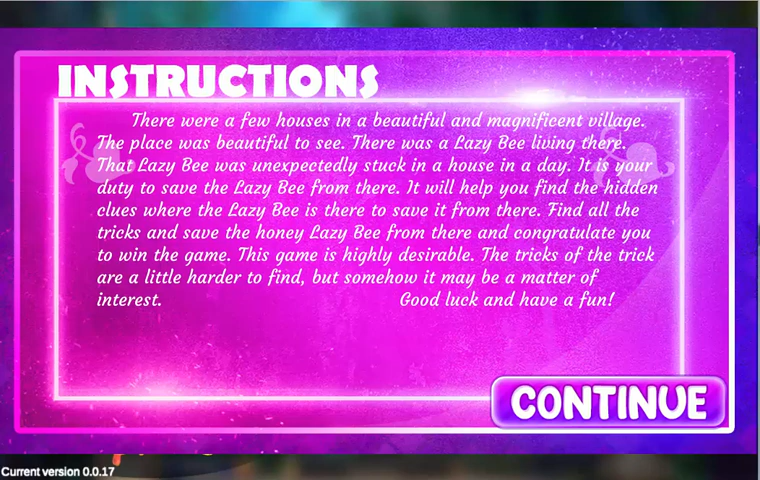 INSTRUCTIONS
There were a few houses in a beautiful and magnificent village.
The place was beautiful to see. There was a Lazy Bee living there.
That Lazy Bee was unexpectedly stuck in a house in a day. It is your
duty to save the Lazy Bee from there. It will help you find the hidden
clues where the Lazy Bee is there to save it from there. Find all the
tricks and save the honey Lazy Bee from there and congratulate you
to win the game. This game is highly desirable. The tricks of the trick
are a little harder to find, but somehow it may be a matter of
interest. Good luck and have a fun!
CONTINUE
Current version 0.0.17